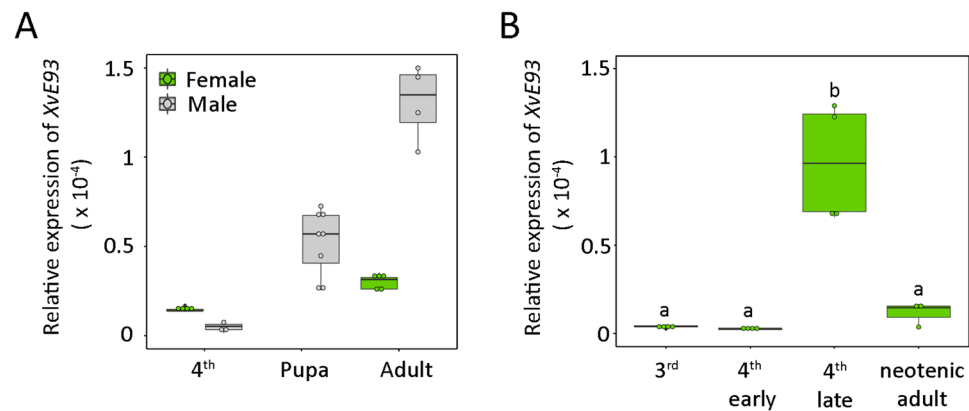 A
Relative expression of XvE93
( x 10-4)
1.5
1
0.5
0
Female
Male
4th
Pupa
Adult
B
Relative expression of XvE93
( x 10-4)
1.5
1
0.5
0
a
a
b
a
3rd
4th
early
4th
late
neotenic
adult